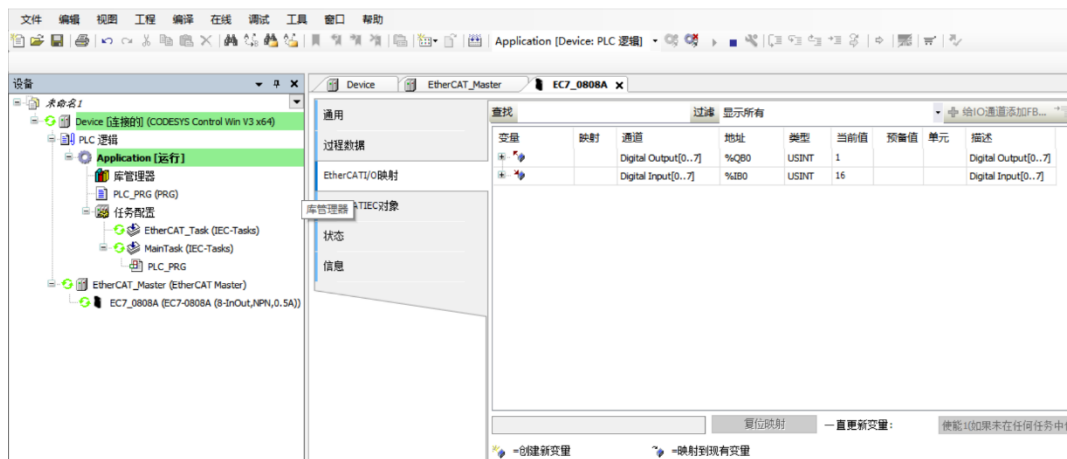 文件 编辑 视图 工程 编译 在线 调试 工具 窗口 帮助
Application [Device: PLC 逻辑]
设备
Device EtherCAT_Master EC7_0808A
未命名1
Device [连接的] (CODESYS Control Win V3 x64)
PLC 逻辑
Application [运行]
库管理器
PLC_PRG (PRG)
任务配置
EtherCAT_Task (IEC-Tasks)
MainTask (IEC-Tasks)
PLC_PRG
EtherCAT_Master (EtherCAT Master)
EC7_0808A (EC7-0808A (8-InOut,NPN,0.5A))
库管理器
通用
过程数据
EtherCATI/O映射
ATIEC对象
状态
信息
查找 过滤 显示所有 给IO通道添加FB...
变量 映射 通道 地址 类型 当前值 预备值 单元 描述
Digital Output[0..7] %QB0 USINT 1 Digital Output[0..7]
Digital Input[0..7] %IB0 USINT 16 Digital Input[0..7]
复位映射 一直更新变量: 使能1(如果未在任何任务中
=创建新变量 =映射到现有变量